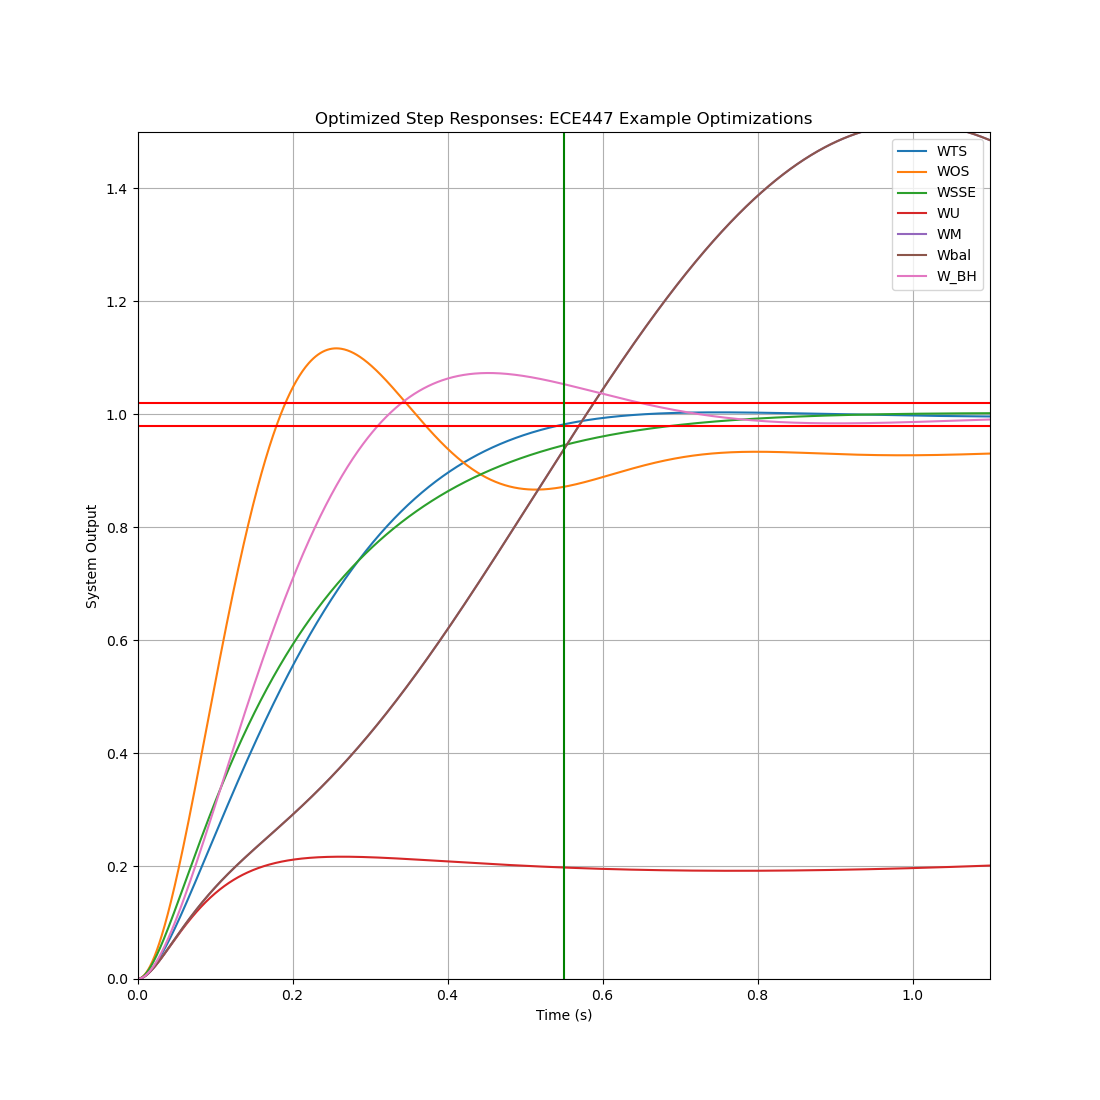 Optimized Step Responses: ECE447 Example Optimizations
WTS
WOS
WSSE
WU
WM
Wbal
W_BH
System Output
1.4
1.2
1.0
0.8
0.6
0.4
0.2
0.0
0.0 0.2 0.4 0.6 0.8 1.0
Time (s)